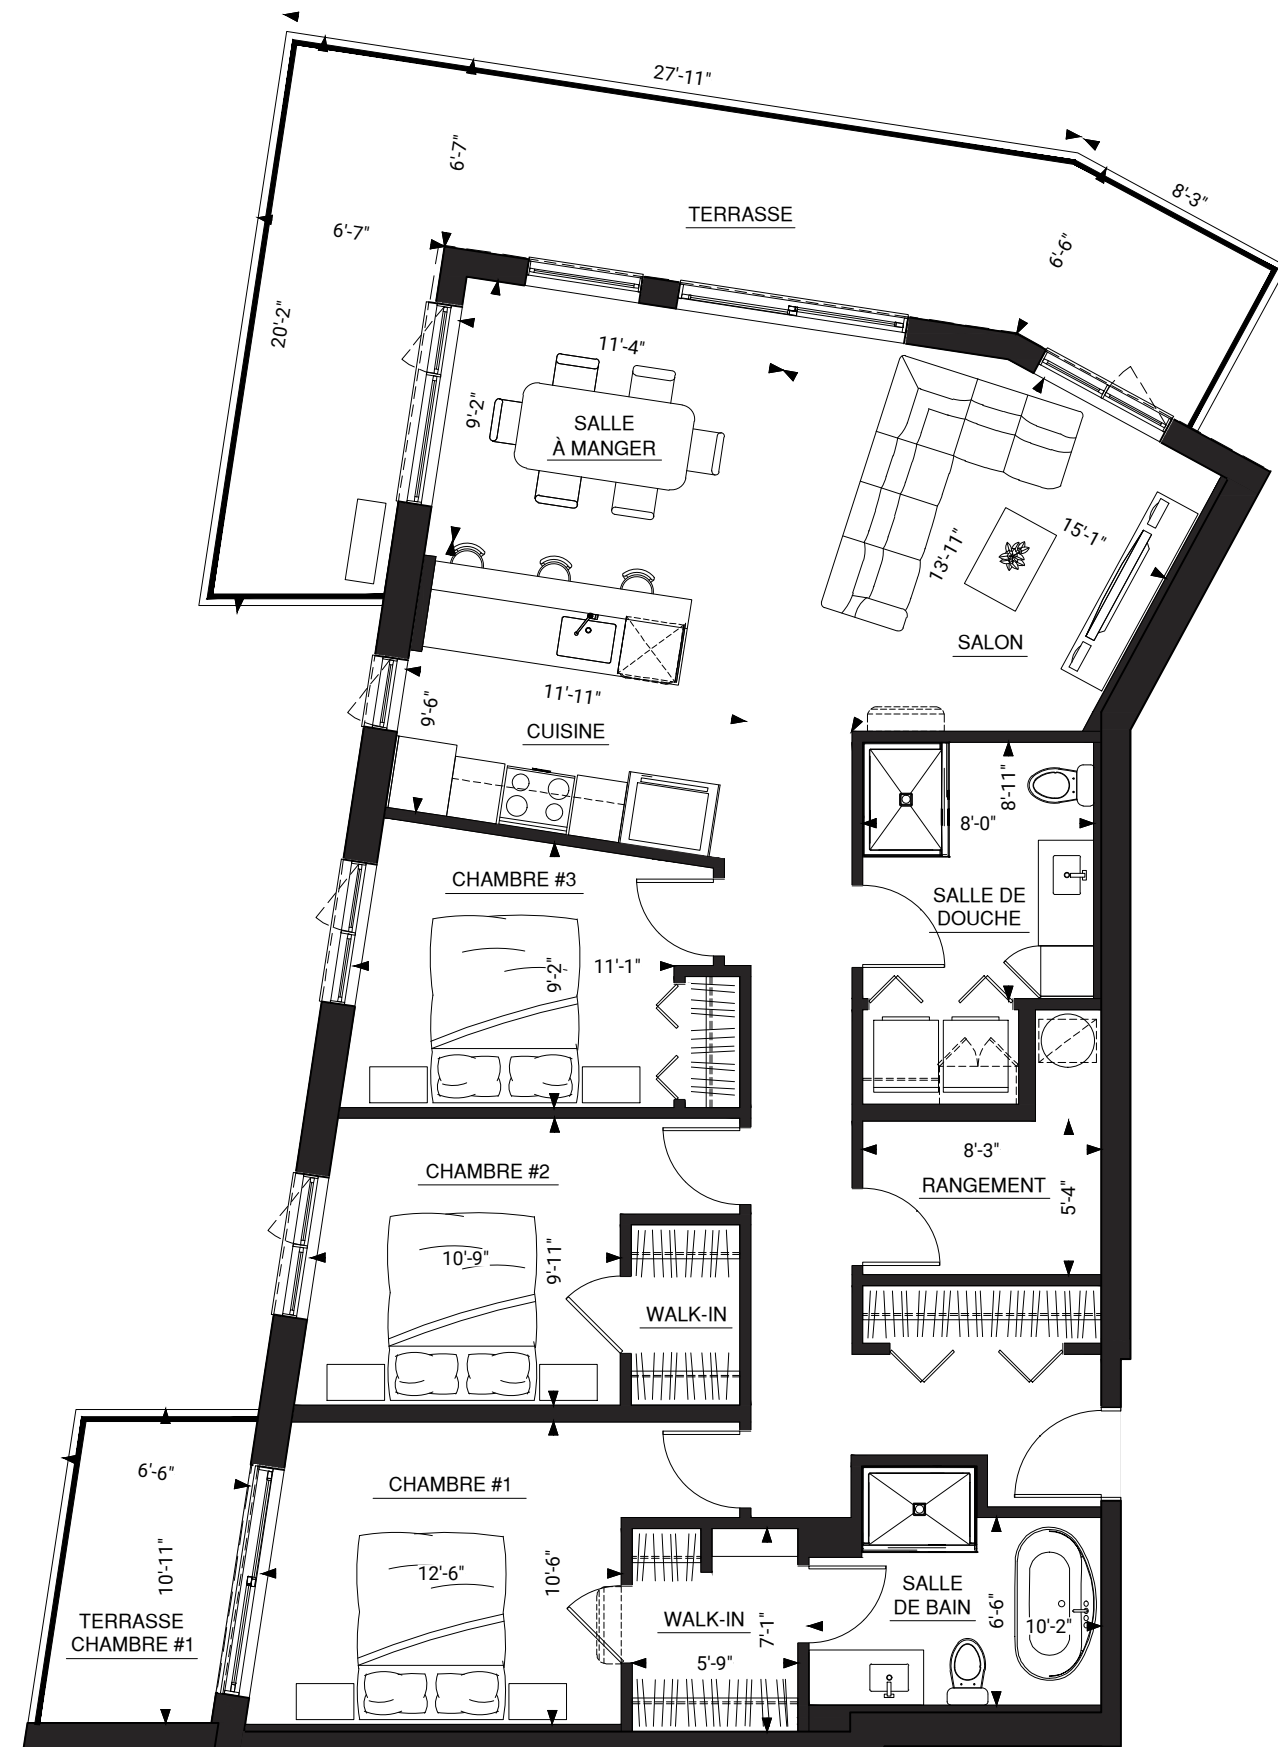 27'-11"
6'-7"
8'-3"
TERRASSE
6'-7"
6'-6"
20'-2"
11'-4"
9'-2"
SALLE
À MANGER
15'-1"
13'-11"
SALON
11'-11"
9'-6"
CUISINE
8'-11"
8'-0"
CHAMBRE #3
SALLE DE
DOUCHE
9'-2"
11'-1"
8'-3"
CHAMBRE #2
RANGEMENT
5'-4"
10'-9"
9'-11"
WALK-IN
6'-6"
CHAMBRE #1
10'-11"
12'-6"
10'-6"
SALLE
DE BAIN
6'-6"
TERRASSE
CHAMBRE #1
WALK-IN
7'-1"
10'-2"
5'-9"